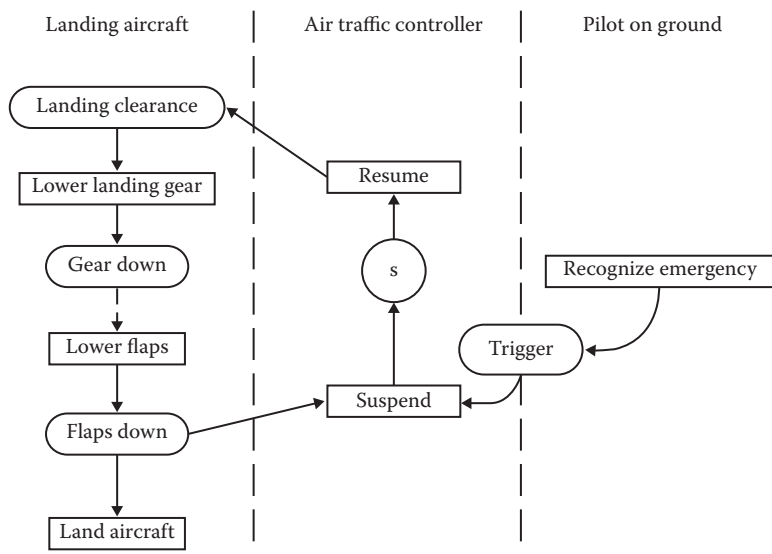 Landing aircraft
Air traffic controller
Pilot on ground
Landing clearance
Resume
Lower landing gear
Gear down
s
Recognize emergency
Lower flaps
Trigger
Suspend
Flaps down
Land aircraft